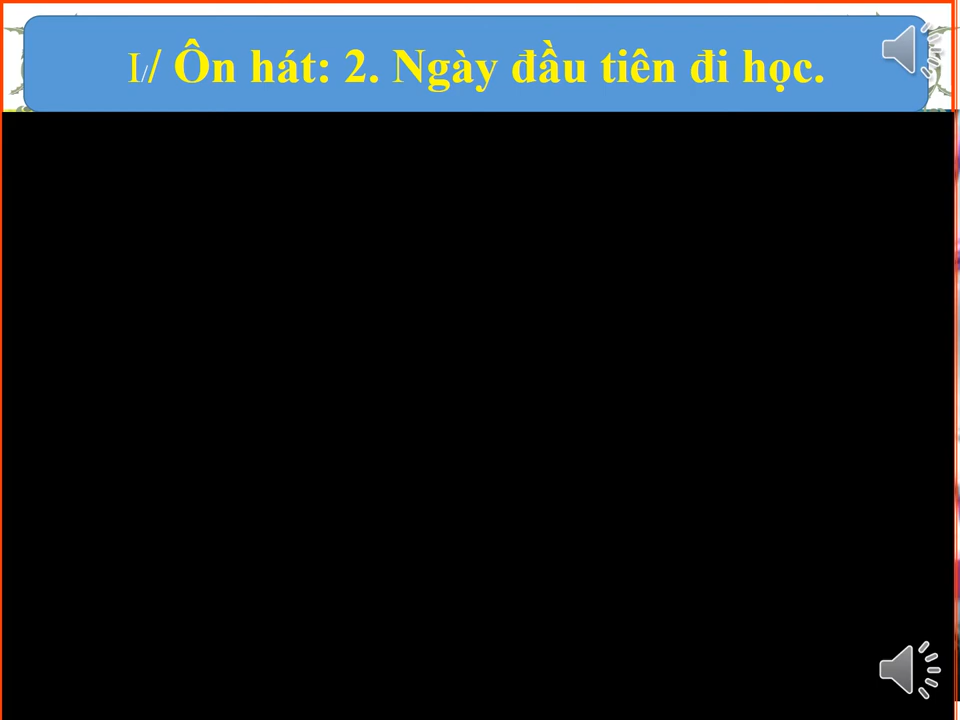 I// Ôn hát: 2. Ngày đầu tiên đi học.